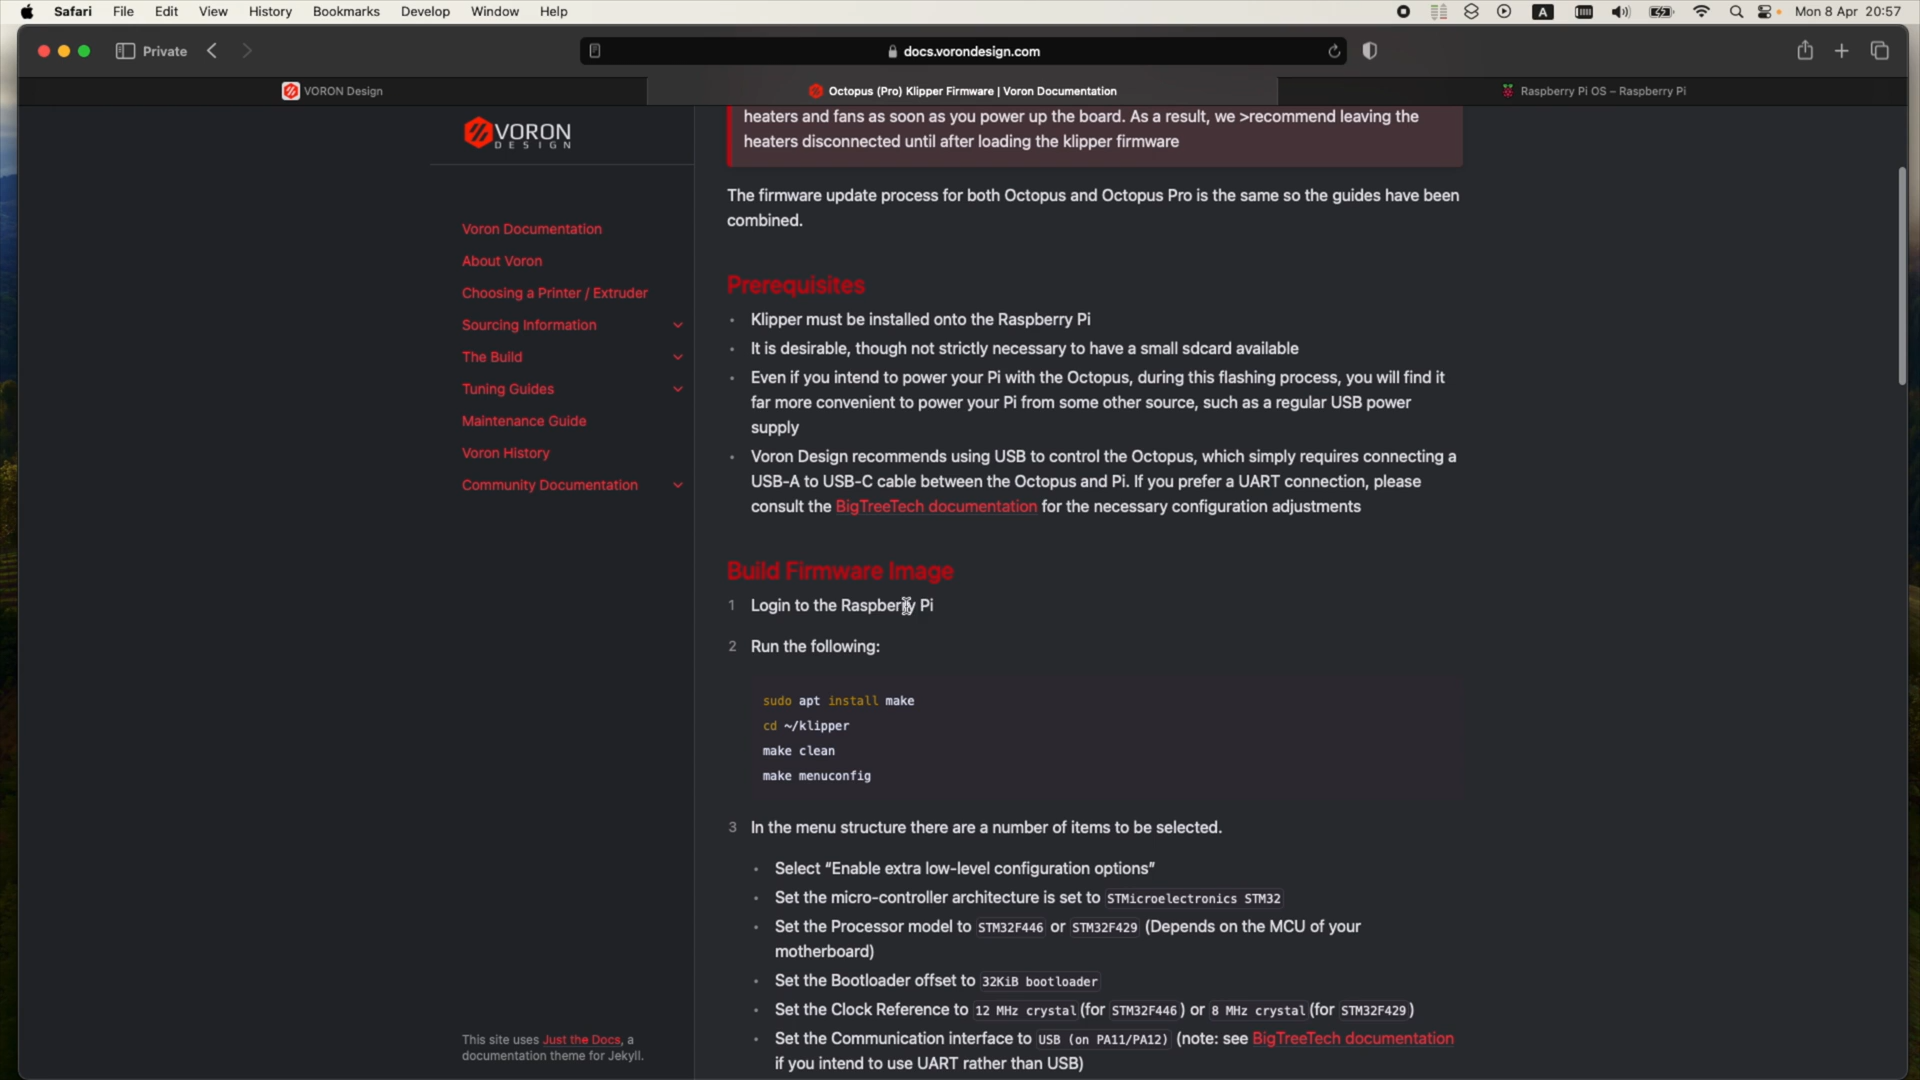 Safari File Edit View History Bookmarks Develop Window Help A Mon 8 Apr 20:57
Private docs.vorondesign.com
VORON Design Octopus (Pro) Klipper Firmware | Voron Documentation Raspberry Pi OS – Raspberry Pi
VORON
DESIGN
Voron Documentation
About Voron
Choosing a Printer / Extruder
Sourcing Information
The Build
Tuning Guides
Maintenance Guide
Voron History
Community Documentation
This site uses Just the Docs, a
documentation theme for Jekyll.
heaters and fans as soon as you power up the board. As a result, we >recommend leaving the
heaters disconnected until after loading the klipper firmware
The firmware update process for both Octopus and Octopus Pro is the same so the guides have been
combined.
Prerequisites
Klipper must be installed onto the Raspberry Pi
It is desirable, though not strictly necessary to have a small sdcard available
Even if you intend to power your Pi with the Octopus, during this flashing process, you will find it
far more convenient to power your Pi from some other source, such as a regular USB power
supply
Voron Design recommends using USB to control the Octopus, which simply requires connecting a
USB-A to USB-C cable between the Octopus and Pi. If you prefer a UART connection, please
consult the BigTreeTech documentation for the necessary configuration adjustments
Build Firmware Image
1 Login to the Raspberry Pi
2 Run the following:
sudo apt install make
cd ~/klipper
make clean
make menuconfig
3 In the menu structure there are a number of items to be selected.
Select “Enable extra low-level configuration options”
Set the micro-controller architecture is set to STMicroelectronics STM32
Set the Processor model to STM32F446 or STM32F429 (Depends on the MCU of your
motherboard)
Set the Bootloader offset to 32KiB bootloader
Set the Clock Reference to 12 MHz crystal (for STM32F446 ) or 8 MHz crystal (for STM32F429 )
Set the Communication interface to USB (on PA11/PA12) (note: see BigTreeTech documentation
if you intend to use UART rather than USB)